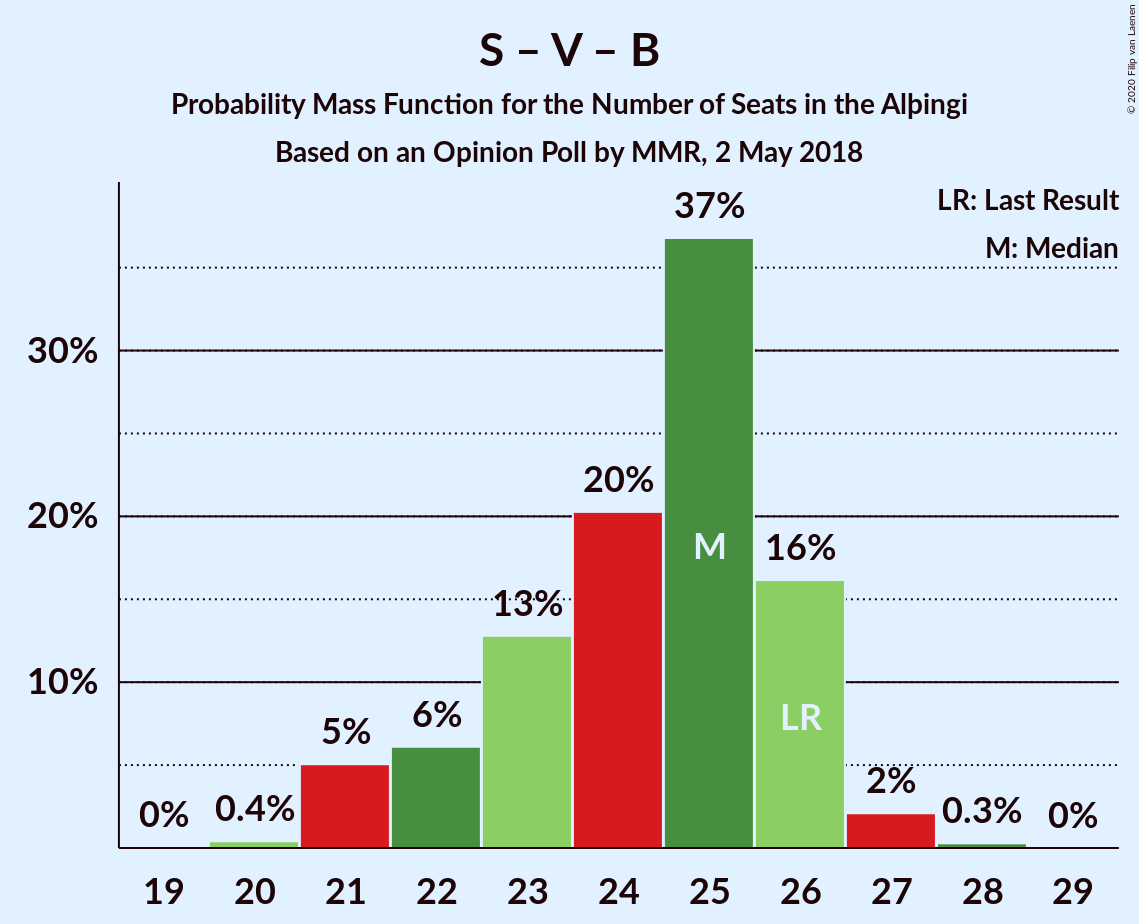 S – V – B
Probability Mass Function for the Number of Seats in the Alþingi
Based on an Opinion Poll by MMR, 2 May 2018
© 2020 Filip van Laenen
LR: Last Result
M: Median
37%
30%
20%
M
20%
16%
13%
10%
LR
6%
5%
2%
0%
0.4%
0.3%
0%
19 20 21 22 23 24 25 26 27 28 29